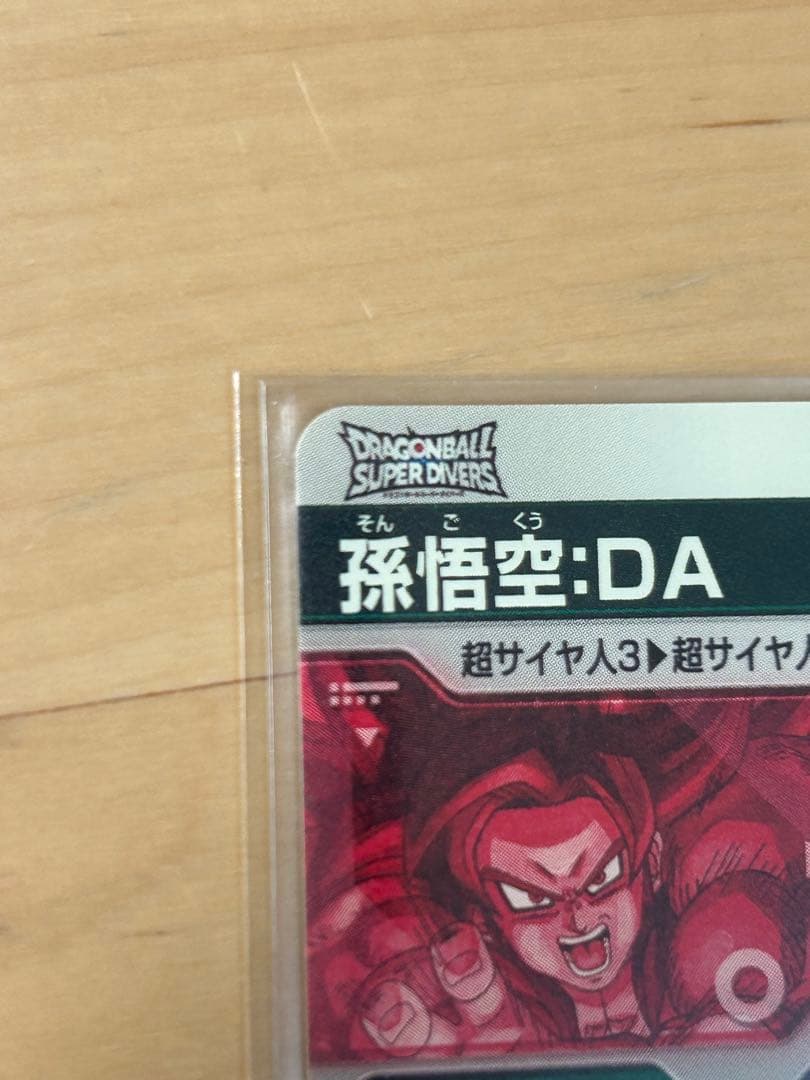 DRAGONBALL
SUPER DIVERS
そん ご くう
孫悟空:DA
超サイヤ人3▶超サイヤ